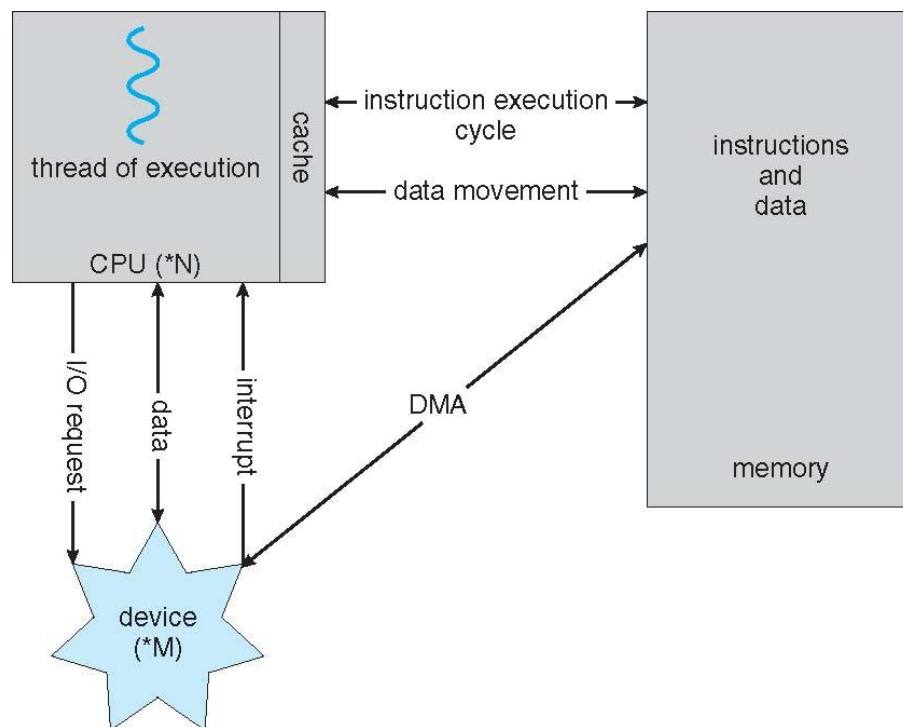 thread of execution
cache
CPU (*N)
instruction execution
cycle
data movement
instructions
and
data
memory
I/O request
data
interrupt
DMA
device
(*M)